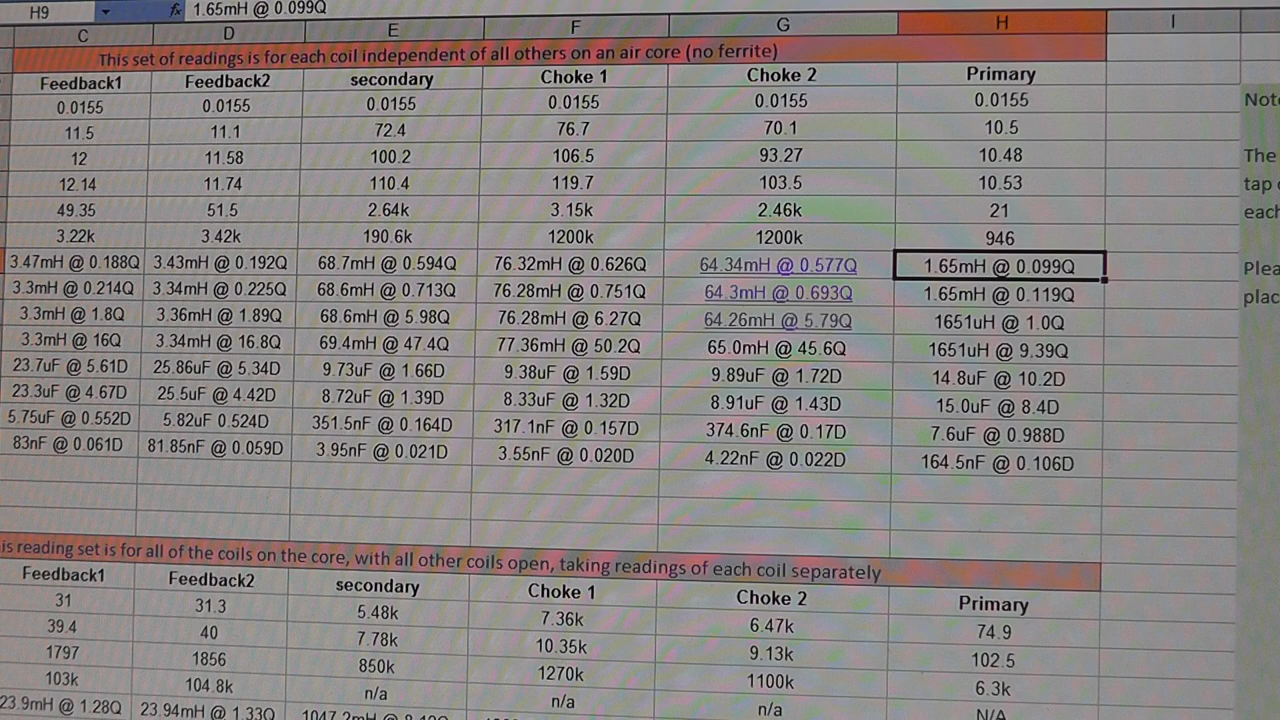 H9 fx 1.65mH @ 0.099Q
C D E F G H I
This set of readings is for each coil independent of all others on an air core (no ferrite)
Feedback1 Feedback2 secondary Choke 1 Choke 2 Primary
0.0155 0.0155 0.0155 0.0155 0.0155 0.0155
11.5 11.1 72.4 76.7 70.1 10.5
12 11.58 100.2 106.5 93.27 10.48
12.14 11.74 110.4 119.7 103.5 10.53
49.35 51.5 2.64k 3.15k 2.46k 21
3.22k 3.42k 190.6k 1200k 1200k 946
3.47mH @ 0.188Q 3.43mH @ 0.192Q 68.7mH @ 0.594Q 76.32mH @ 0.626Q 64.34mH @ 0.577Q 1.65mH @ 0.099Q
3.3mH @ 0.214Q 3.34mH @ 0.225Q 68.6mH @ 0.713Q 76.28mH @ 0.751Q 64.3mH @ 0.693Q 1.65mH @ 0.119Q
3.3mH @ 1.8Q 3.36mH @ 1.89Q 68.6mH @ 5.98Q 76.28mH @ 6.27Q 64.26mH @ 5.79Q 1651uH @ 1.0Q
3.3mH @ 16Q 3.34mH @ 16.8Q 69.4mH @ 47.4Q 77.36mH @ 50.2Q 65.0mH @ 45.6Q 1651uH @ 9.39Q
23.7uF @ 5.61D 25.86uF @ 5.34D 9.73uF @ 1.66D 9.38uF @ 1.59D 9.89uF @ 1.72D 14.8uF @ 10.2D
23.3uF @ 4.67D 25.5uF @ 4.42D 8.72uF @ 1.39D 8.33uF @ 1.32D 8.91uF @ 1.43D 15.0uF @ 8.4D
5.75uF @ 0.552D 5.82uF 0.524D 351.5nF @ 0.164D 317.1nF @ 0.157D 374.6nF @ 0.17D 7.6uF @ 0.988D
83nF @ 0.061D 81.85nF @ 0.059D 3.95nF @ 0.021D 3.55nF @ 0.020D 4.22nF @ 0.022D 164.5nF @ 0.106D
The
tap
each
is reading set is for all of the coils on the core, with all other coils open, taking readings of each coil separately
Feedback1 Feedback2 secondary Choke 1 Choke 2 Primary
31 31.3 5.48k 7.36k 6.47k 74.9
39.4 40 7.78k 10.35k 9.13k 102.5
1797 1856 850k 1270k 1100k 6.3k
103k 104.8k n/a n/a n/a N/A
23.9mH @ 1.28Q 23.94mH @ 1.33Q